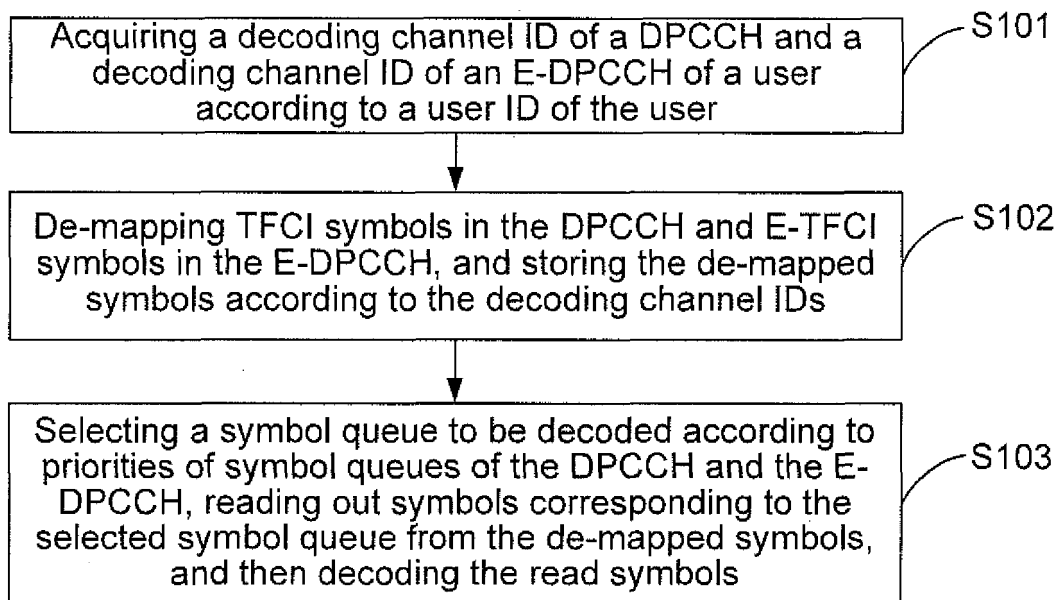 Acquiring a decoding channel ID of a DPCCH and a
decoding channel ID of an E-DPCCH of a user
according to a user ID of the user
S101
De-mapping TFCI symbols in the DPCCH and E-TFCI
symbols in the E-DPCCH, and storing the de-mapped
symbols according to the decoding channel IDs
S102
Selecting a symbol queue to be decoded according to
priorities of symbol queues of the DPCCH and the E-
DPCCH, reading out symbols corresponding to the
selected symbol queue from the de-mapped symbols,
and then decoding the read symbols
S103